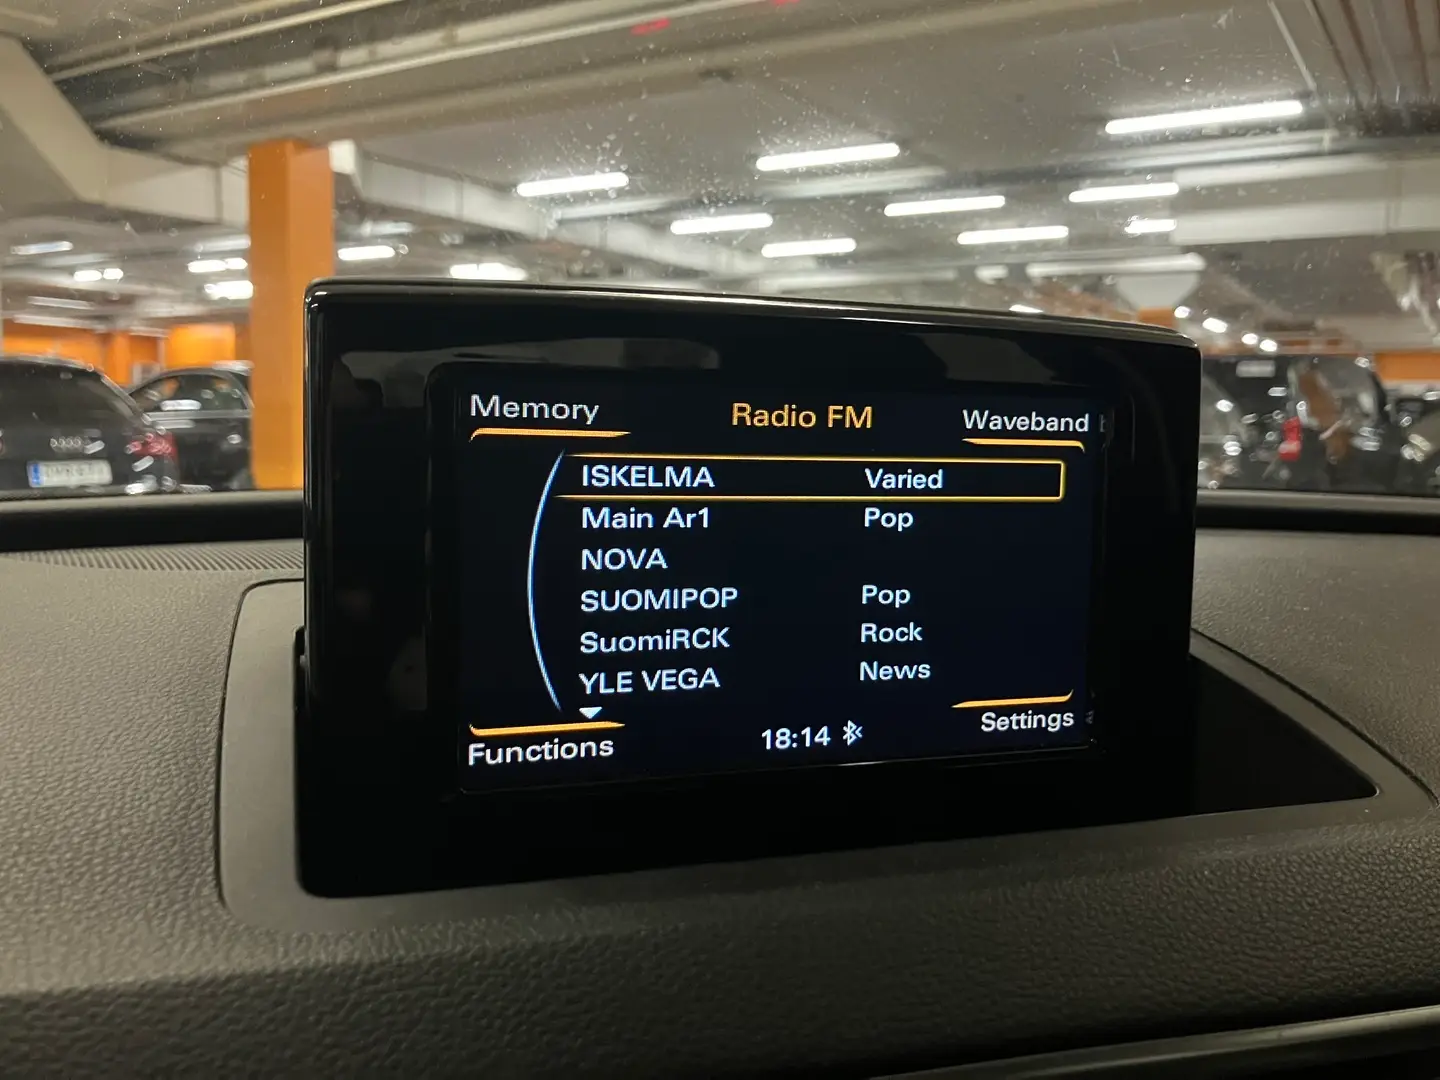 Memory Radio FM Waveband
ISKELMA Varied
Main Ar1 Pop
NOVA
SUOMIPOP Pop
SuomiRCK Rock
YLE VEGA News
Functions 18:14 Settings